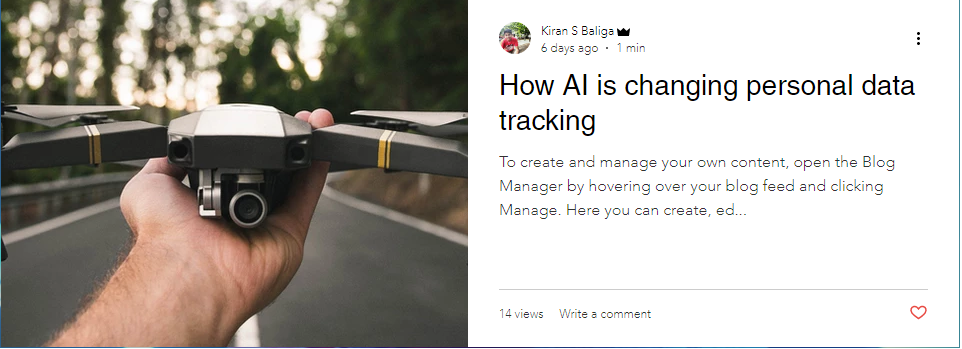 Kiran S Baliga
6 days ago · 1 min
How AI is changing personal data
tracking
To create and manage your own content, open the Blog
Manager by hovering over your blog feed and clicking
Manage. Here you can create, ed...
14 views Write a comment